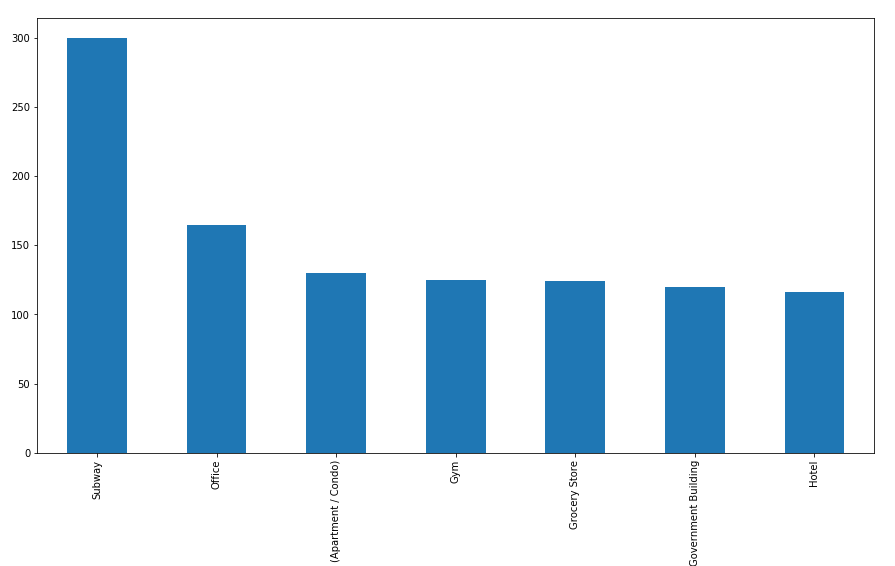 300
250
200
150
100
50
0
Subway
Office
(Apartment / Condo)
Gym
Grocery Store
Government Building
Hotel